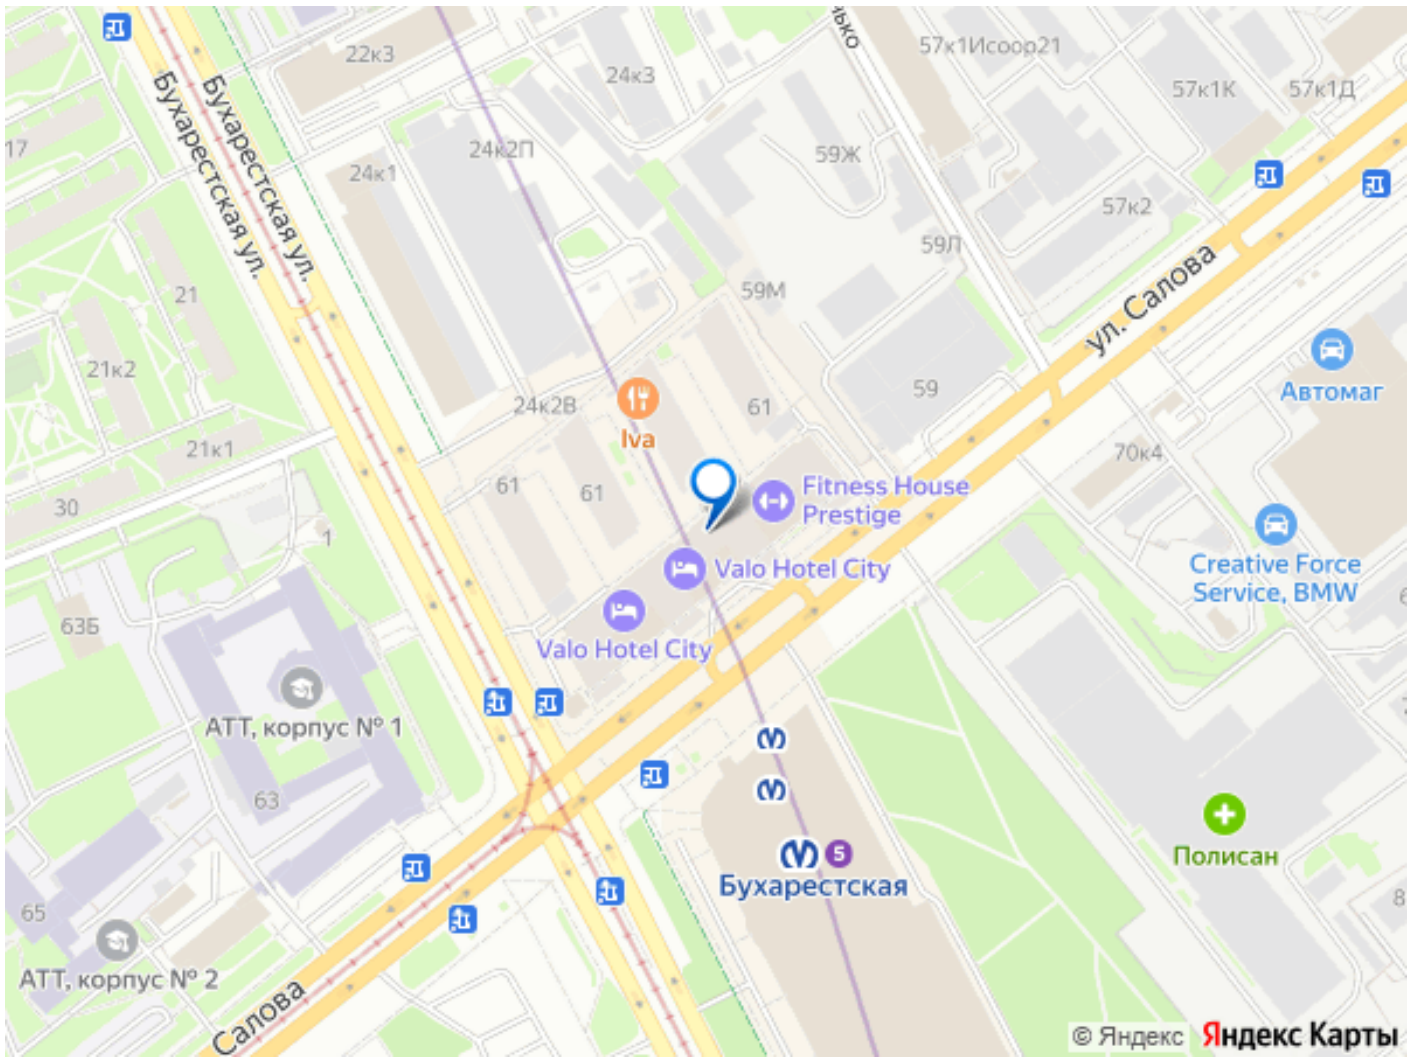 22к3
24к3
нько
57к1Исоор21
57к1К
57к1Д
Бухарестская ул.
Бухарестская ул.
17
24к1
24к2П
59Ж
57к2
59Л
59М
ул. Салова
21
21к2
24к2В
Iva
61
59
Автомаг
21к1
30
61
61
Fitness House
Prestige
70к4
1
Valo Hotel City
Creative Force
Service, BMW
63Б
Valo Hotel City
АТТ, корпус № 1
63
5
Бухарестская
Полисан
65
8
АТТ, корпус № 2
Салова
© Яндекс
Яндекс Карты